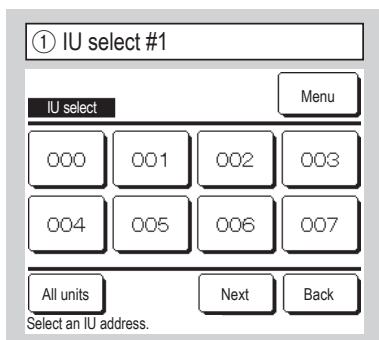 ① IU select #1
Menu
IU select
000 001 002 003
004 005 006 007
All units Next Back
Select an IU address.